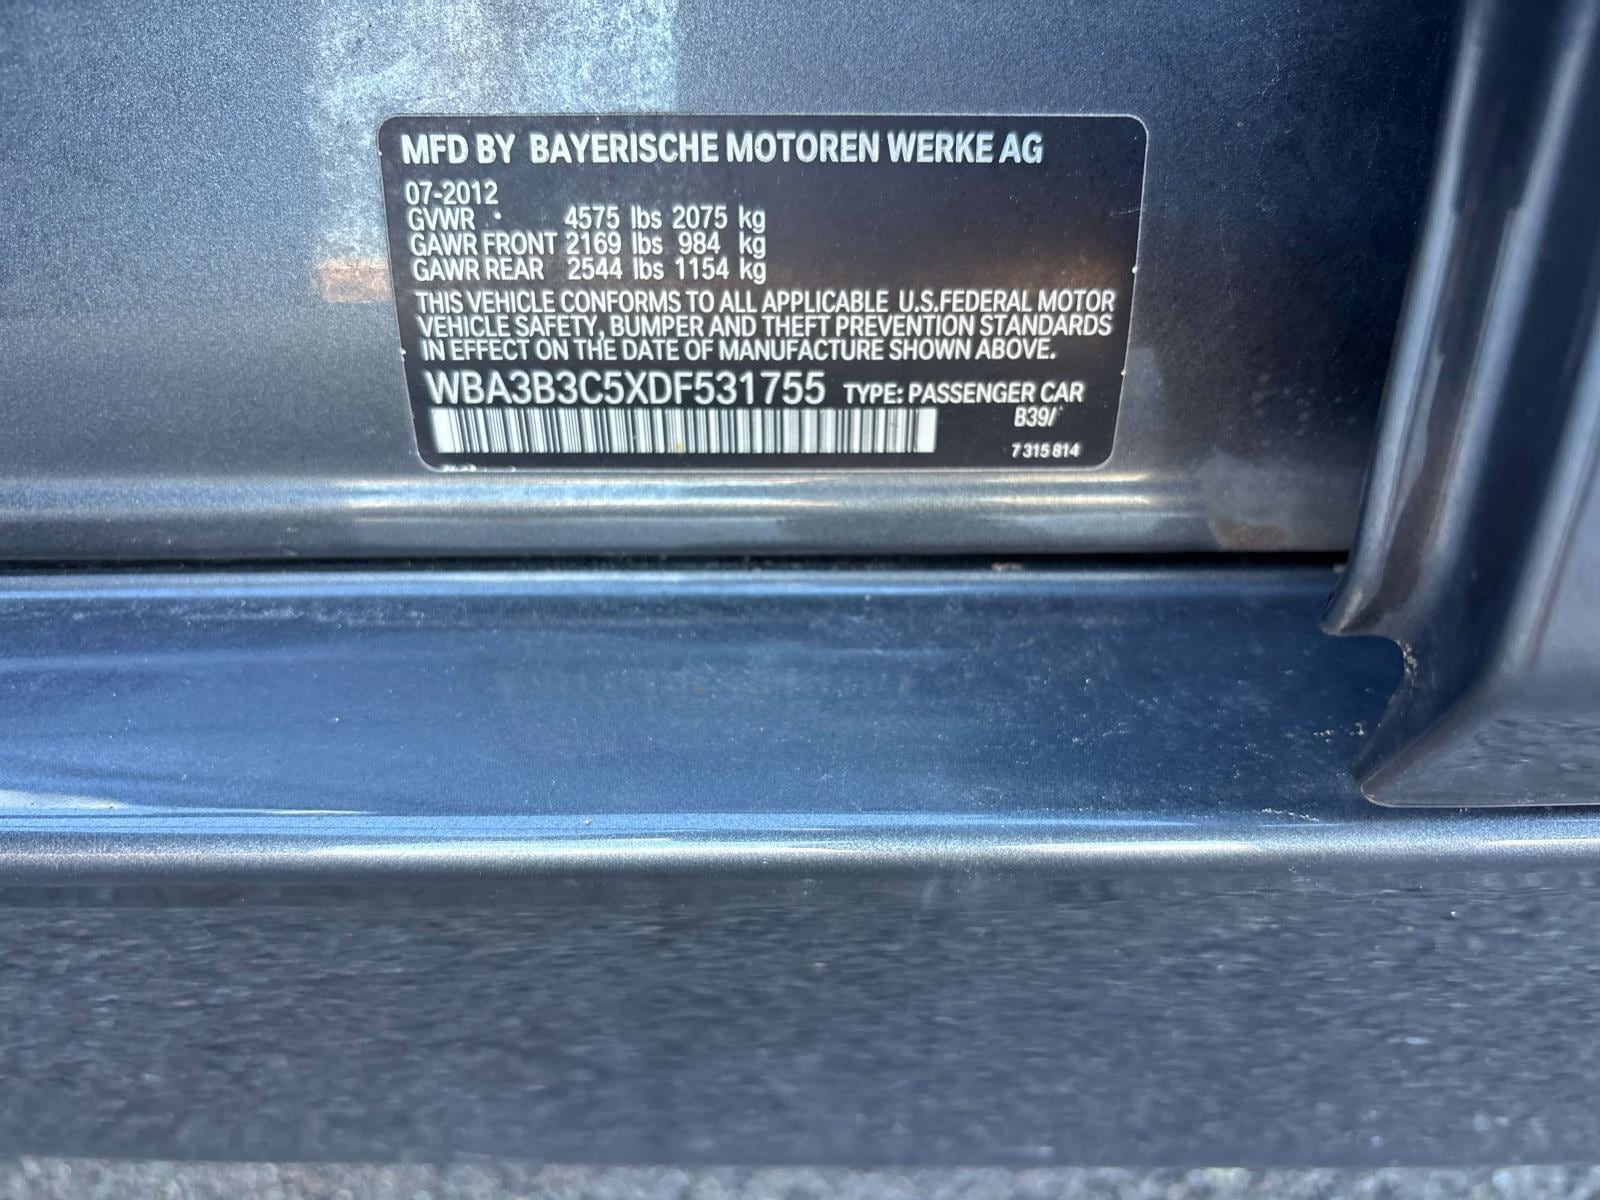 MFD BY BAYERISCHE MOTOREN WERKE AG
07-2012
GVWR 4575 lbs 2075 kg
GAWR FRONT 2169 lbs 984 kg
GAWR REAR 2544 lbs 1154 kg
THIS VEHICLE CONFORMS TO ALL APPLICABLE U.S.FEDERAL MOTOR
VEHICLE SAFETY, BUMPER AND THEFT PREVENTION STANDARDS
IN EFFECT ON THE DATE OF MANUFACTURE SHOWN ABOVE.
WBA3B3C5XDF531755 TYPE: PASSENGER CAR
B39/
7 315 814